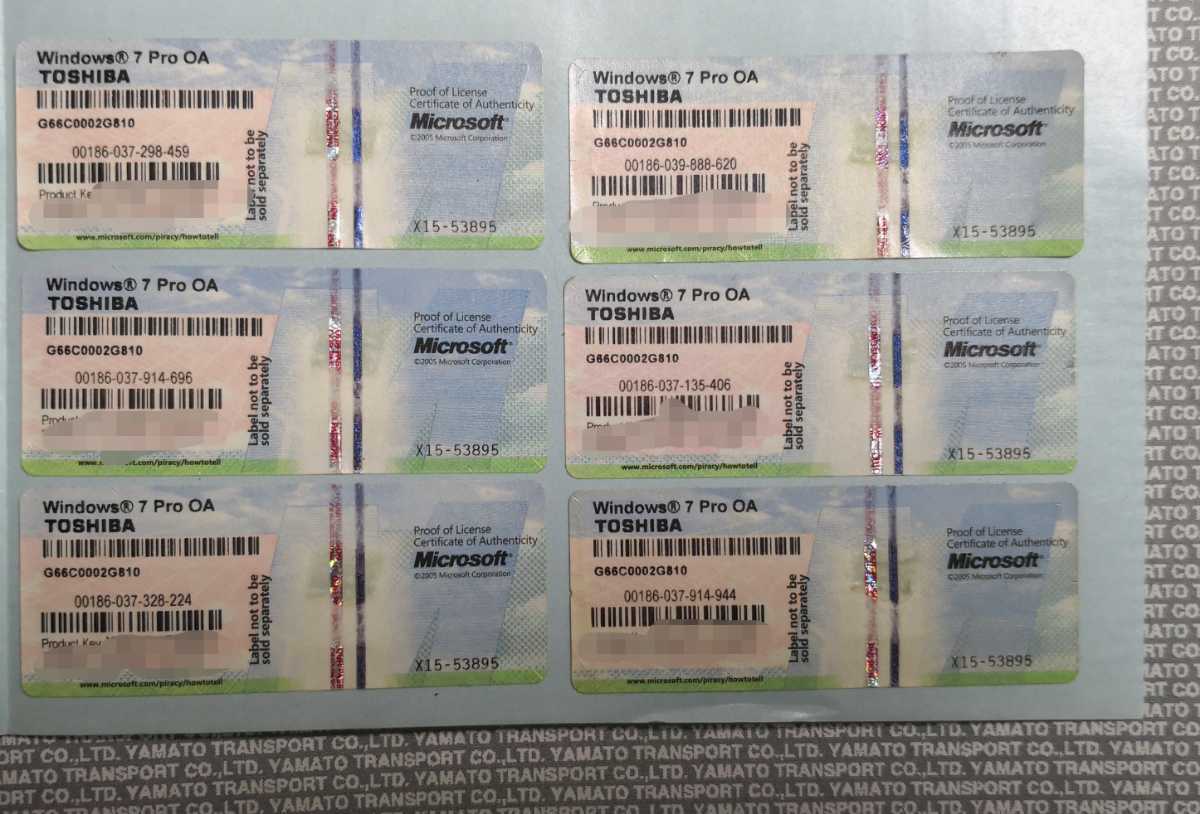 Windows® 7 Pro OA
TOSHIBA
G66C0002G810
00186-037-298-459
Product Ke
www.microsoft.com/piracy/howtotell
Label not to be
sold separately
Proof of License
Certificate of Authenticity
Microsoft®
©2005 Microsoft Corporation
X15-53895
Windows® 7 Pro OA
TOSHIBA
G66C0002G810
00186-039-888-620
www.microsoft.com/piracy/howtotell
Label not to be
sold separately
Proof of License
Certificate of Authenticity
Microsoft®
©2005 Microsoft Corporation
X15-53895
Windows® 7 Pro OA
TOSHIBA
G66C0002G810
00186-037-914-696
Label not to be
sold separately
Proof of License
Certificate of Authenticity
Microsoft®
©2005 Microsoft Corporation
X15-53895
Windows® 7 Pro OA
TOSHIBA
G66C0002G810
00186-037-135-406
www.microsoft.com/piracy/howtotell
Label not to be
sold separately
Proof of License
Certificate of Authenticity
Microsoft®
©2005 Microsoft Corporation
X15-53895
Windows® 7 Pro OA
TOSHIBA
G66C0002G810
00186-037-328-224
Product Key
www.microsoft.com/piracy/howtotell
Label not to be
sold separately
Proof of License
Certificate of Authenticity
Microsoft®
©2005 Microsoft Corporation
X15-53895
Windows® 7 Pro OA
TOSHIBA
G66C0002G810
00186-037-914-944
www.microsoft.com/piracy/howtotell
Label not to be
sold separately
Proof of License
Certificate of Authenticity
Microsoft®
©2005 Microsoft Corporation
X15-53895
YAMATO TRANSPORT CO.,LTD.